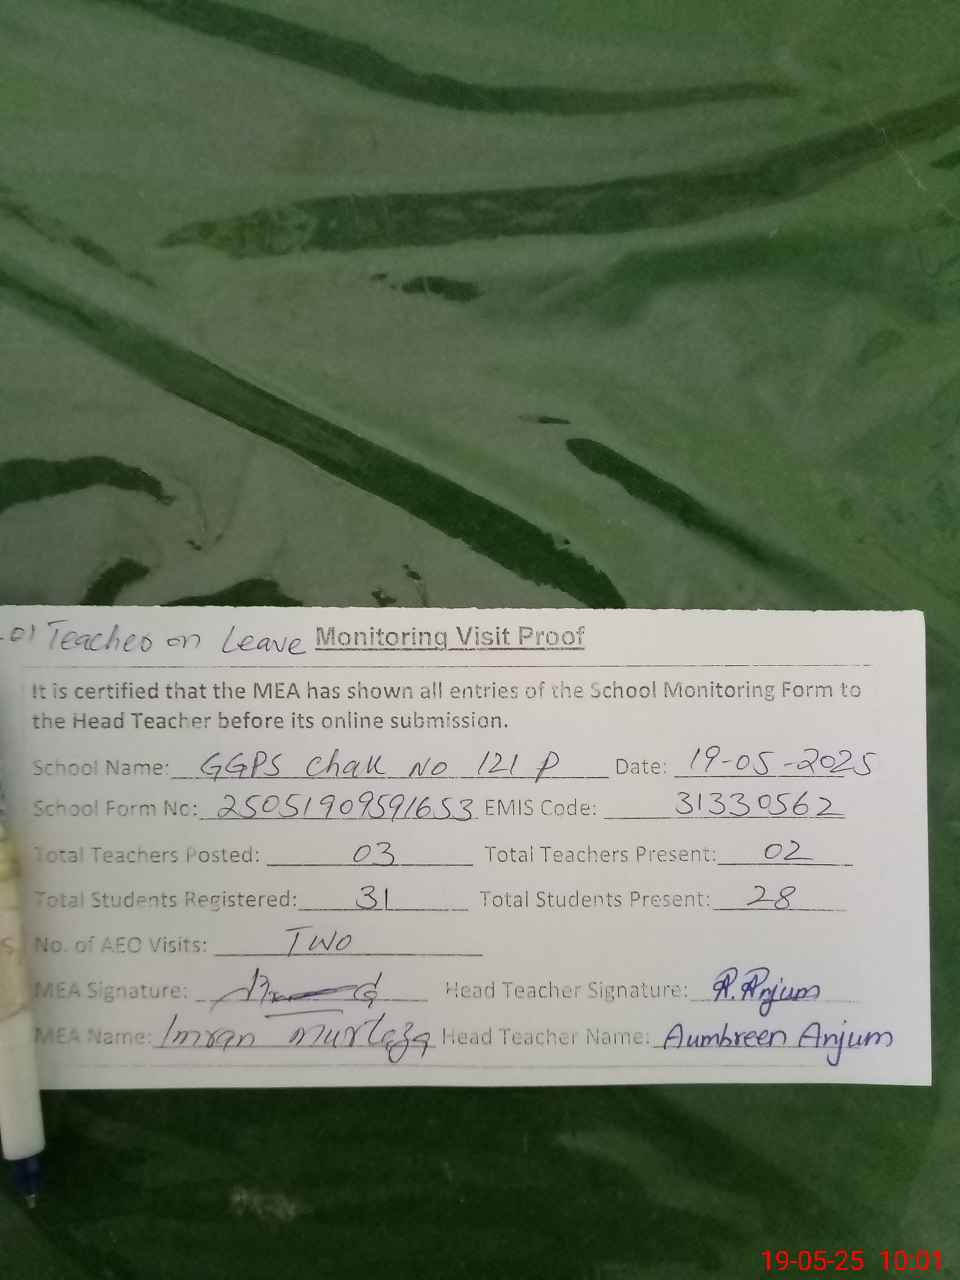 01 Teacher on Leave Monitoring Visit Proof
It is certified that the MEA has shown all entries of the School Monitoring Form to
the Head Teacher before its online submission.
School Name: GGPS Chak No 121 P Date: 19-05-2025
School Form No: 25051909591653 EMIS Code: 31330562
Total Teachers Posted: 03 Total Teachers Present: 02
Total Students Registered: 31 Total Students Present: 28
No. of AEO Visits: Two
MEA Signature: Head Teacher Signature: A.Anjum
MEA Name: Imran Murtaza Head Teacher Name: Aumbreen Anjum
19-05-25 10:01